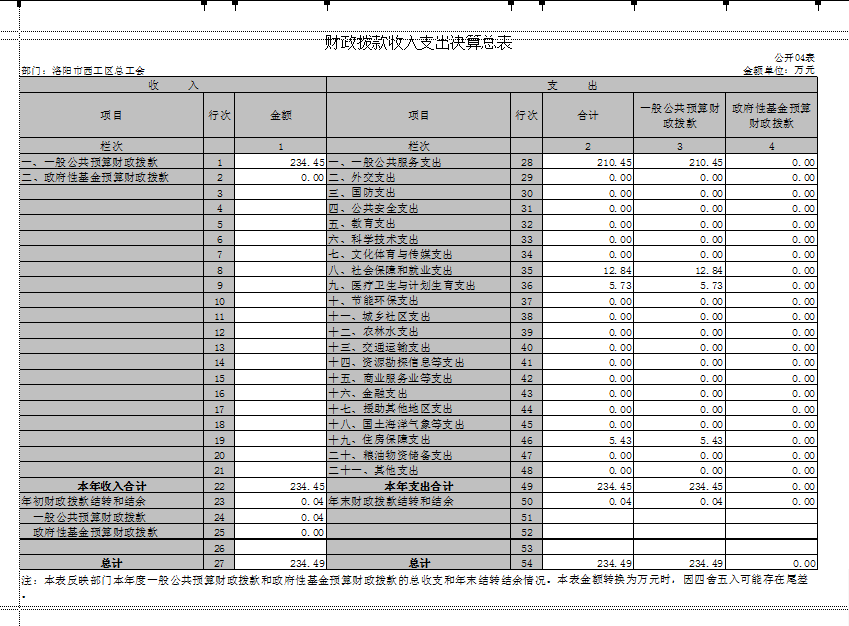 财政拨款收入支出决算总表
公开04表
部门：洛阳市西工区总工会 金额单位：万元
收 入 支 出
项目 行次 金额 项目 行次 合计 一般公共预算财政拨款 政府性基金预算财政拨款
栏次 1 栏次 2 3 4
一、一般公共预算财政拨款 1 234.45 一、一般公共服务支出 28 210.45 210.45 0.00
二、政府性基金预算财政拨款 2 0.00 二、外交支出 29 0.00 0.00 0.00
3 三、国防支出 30 0.00 0.00 0.00
4 四、公共安全支出 31 0.00 0.00 0.00
5 五、教育支出 32 0.00 0.00 0.00
6 六、科学技术支出 33 0.00 0.00 0.00
7 七、文化体育与传媒支出 34 0.00 0.00 0.00
8 八、社会保障和就业支出 35 12.84 12.84 0.00
9 九、医疗卫生与计划生育支出 36 5.73 5.73 0.00
10 十、节能环保支出 37 0.00 0.00 0.00
11 十一、城乡社区支出 38 0.00 0.00 0.00
12 十二、农林水支出 39 0.00 0.00 0.00
13 十三、交通运输支出 40 0.00 0.00 0.00
14 十四、资源勘探信息等支出 41 0.00 0.00 0.00
15 十五、商业服务业等支出 42 0.00 0.00 0.00
16 十六、金融支出 43 0.00 0.00 0.00
17 十七、援助其他地区支出 44 0.00 0.00 0.00
18 十八、国土海洋气象等支出 45 0.00 0.00 0.00
19 十九、住房保障支出 46 5.43 5.43 0.00
20 二十、粮油物资储备支出 47 0.00 0.00 0.00
21 二十一、其他支出 48 0.00 0.00 0.00
本年收入合计 22 234.45 本年支出合计 49 234.45 234.45 0.00
年初财政拨款结转和结余 23 0.04 年末财政拨款结转和结余 50 0.04 0.04 0.00
一般公共预算财政拨款 24 0.04 51
政府性基金预算财政拨款 25 0.00 52
26 53
总计 27 234.49 总计 54 234.49 234.49 0.00
注：本表反映部门本年度一般公共预算财政拨款和政府性基金预算财政拨款的总收支和年末结转结余情况。本表金额转换为万元时，因四舍五入可能存在尾差
。